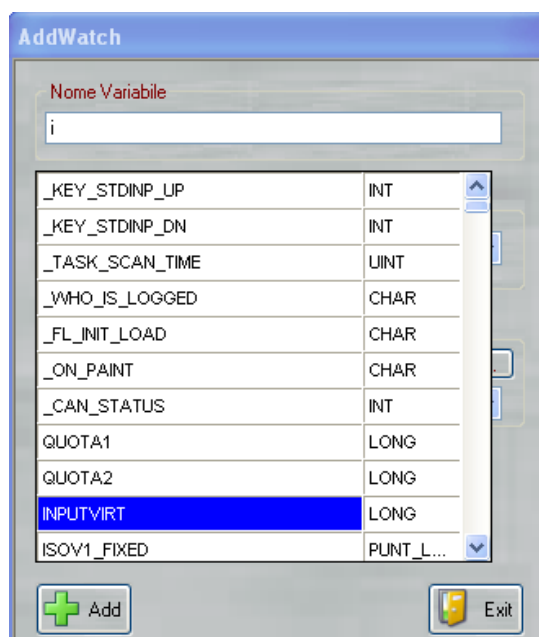 AddWatch
Nome Variabile
i
_KEY_STDINP_UP INT
_KEY_STDINP_DN INT
_TASK_SCAN_TIME UINT
_WHO_IS_LOGGED CHAR
_FL_INIT_LOAD CHAR
_ON_PAINT CHAR
_CAN_STATUS INT
QUOTA1 LONG
QUOTA2 LONG
INPUTVIRT LONG
ISOV1_FIXED PUNT_L...
Add Exit